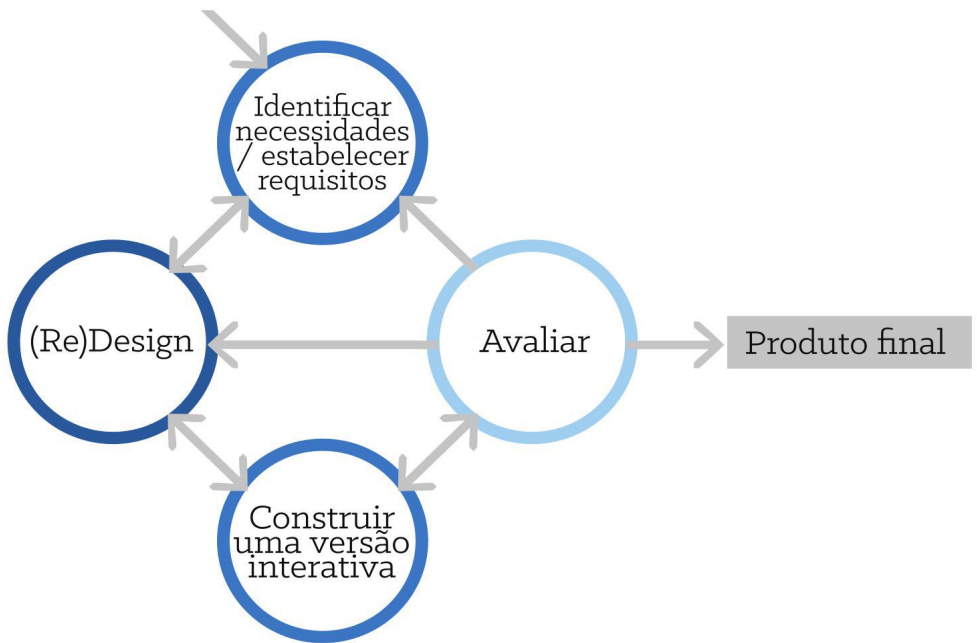 Identificar
necessidades
/ estabelecer
requisitos
(Re)Design
Avaliar
Produto final
Construir
uma versão
interativa